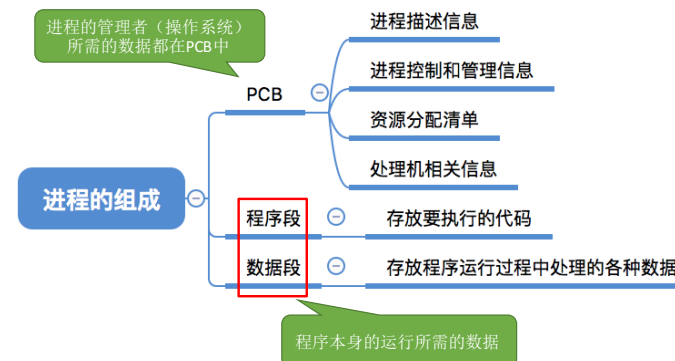 进程的管理者（操作系统）
所需的数据都在PCB中
进程描述信息
进程控制和管理信息
PCB
资源分配清单
处理机相关信息
进程的组成
程序段
存放要执行的代码
数据段
存放程序运行过程中处理的各种数据
程序本身的运行所需的数据